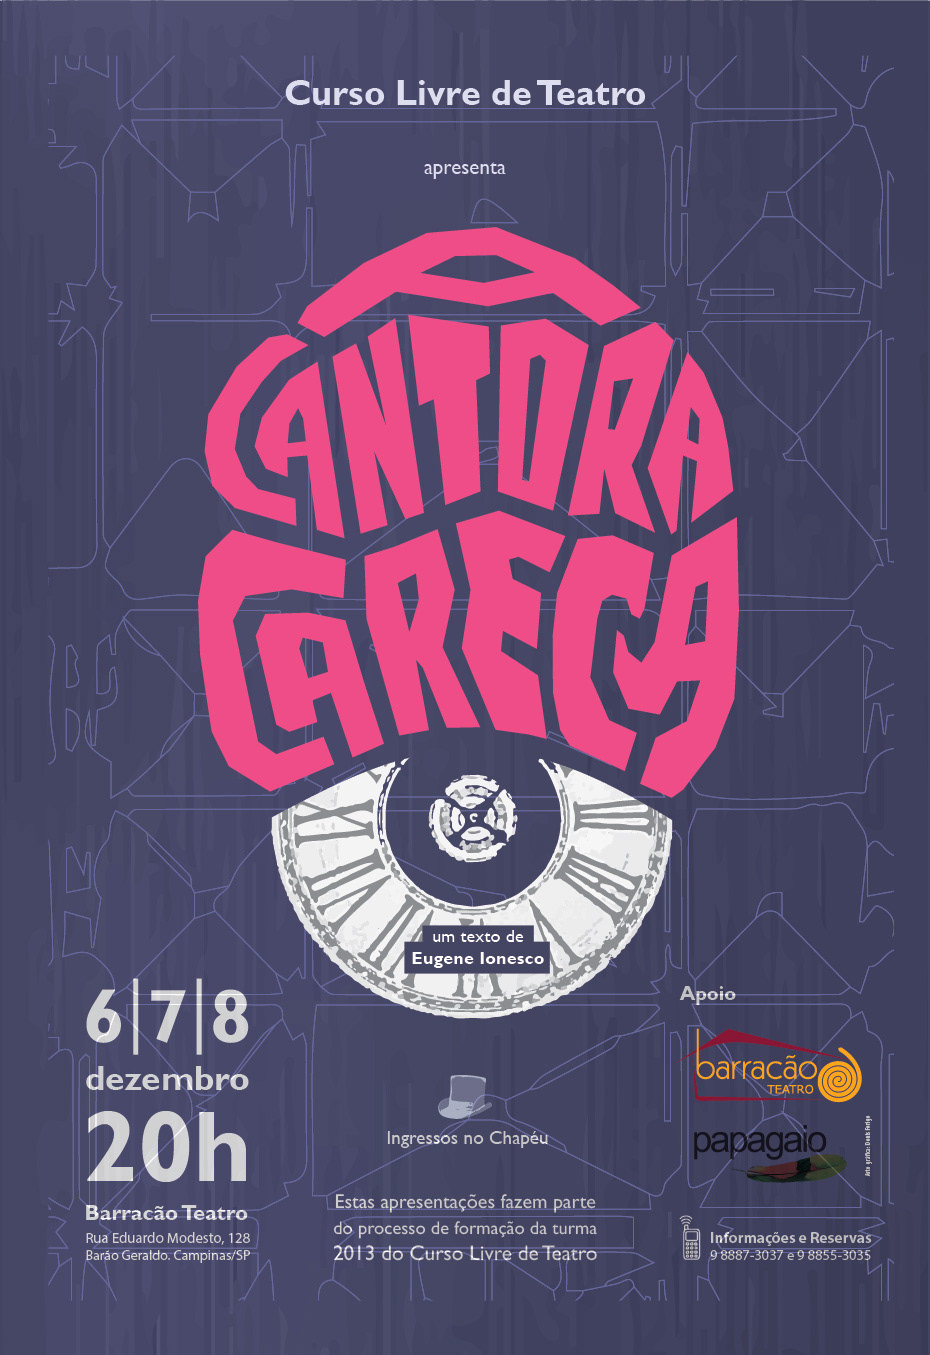 Curso Livre de Teatro
apresenta
A
CANTORA
CARECA
um texto de
Eugene Ionesco
6|7|8
dezembro
20h
Barracão Teatro
Rua Eduardo Modesto, 128
Barão Geraldo. Campinas/SP
Ingressos no Chapéu
Estas apresentações fazem parte
do processo de formação da turma
2013 do Curso Livre de Teatro
Apoio
barracão
TEATRO
papagaio
Informações e Reservas
9 8887-3037 e 9 8855-3035